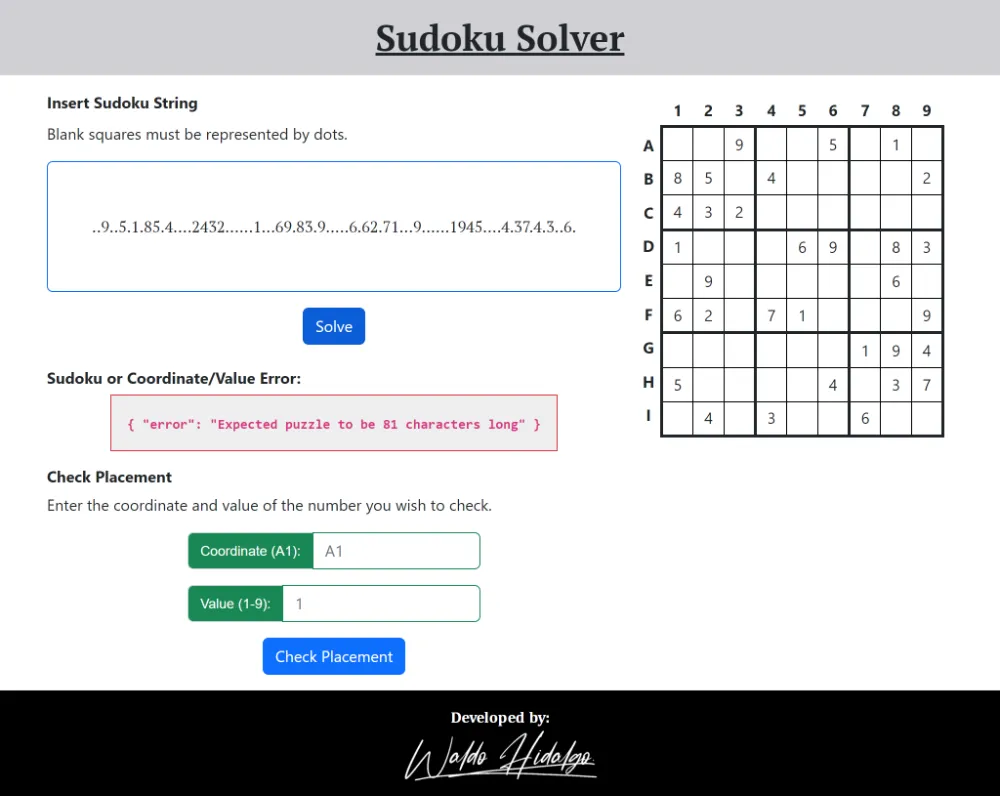 Sudoku Solver
Insert Sudoku String
Blank squares must be represented by dots.
..9..5.1.85.4....2432......1...69.83.9.....6.62.71...9......1945....4.37.4.3..6.
Solve
Sudoku or Coordinate/Value Error:
{ "error": "Expected puzzle to be 81 characters long" }
Check Placement
Enter the coordinate and value of the number you wish to check.
Coordinate (A1): A1
Value (1-9): 1
Check Placement
1 2 3 4 5 6 7 8 9
A 9 5 1
B 8 5 4 2
C 4 3 2
D 1 6 9 8 3
E 9 6
F 6 2 7 1 9
G 1 9 4
H 5 4 3 7
I 4 3 6
Developed by:
Waldo Hidalgo